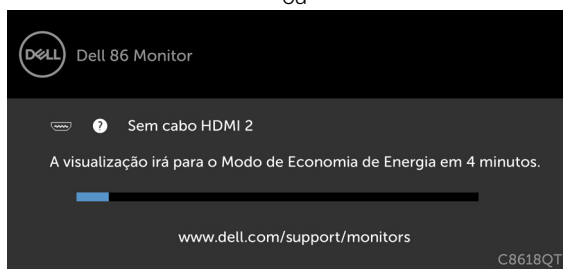 ou
DELL
Dell 86 Monitor
? Sem cabo HDMI 2
A visualização irá para o Modo de Economia de Energia em 4 minutos.
www.dell.com/support/monitors
C8618QT